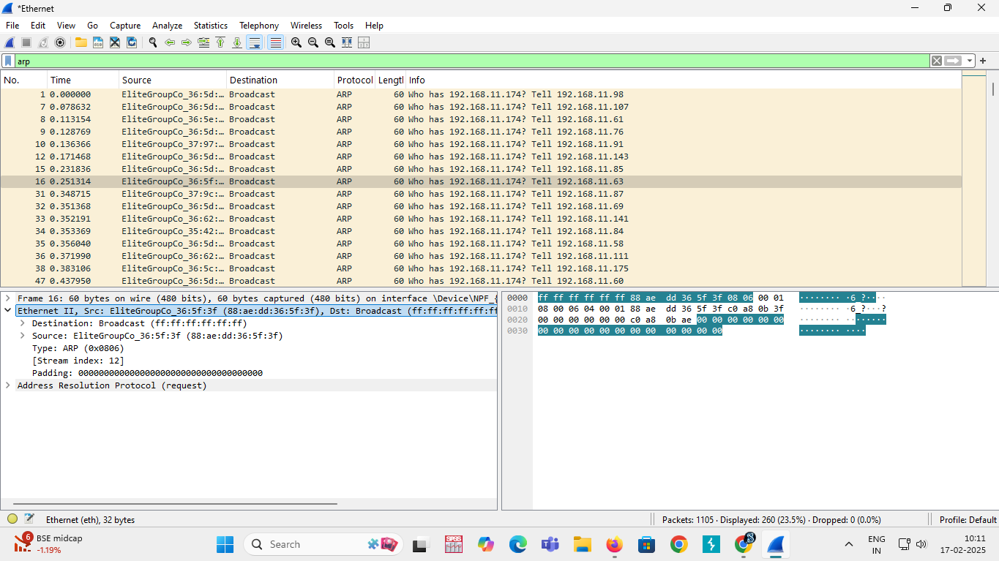 *Ethernet
File Edit View Go Capture Analyze Statistics Telephony Wireless Tools Help
arp
No. Time Source Destination Protocol Lengtl Info
1 0.000000 EliteGroupCo_36:5d:… Broadcast ARP 60 Who has 192.168.11.174? Tell 192.168.11.98
7 0.078632 EliteGroupCo_36:5d:… Broadcast ARP 60 Who has 192.168.11.174? Tell 192.168.11.107
8 0.113154 EliteGroupCo_36:5e:… Broadcast ARP 60 Who has 192.168.11.174? Tell 192.168.11.61
9 0.128769 EliteGroupCo_36:5d:… Broadcast ARP 60 Who has 192.168.11.174? Tell 192.168.11.76
10 0.136366 EliteGroupCo_37:97:… Broadcast ARP 60 Who has 192.168.11.174? Tell 192.168.11.91
12 0.171468 EliteGroupCo_36:5d:… Broadcast ARP 60 Who has 192.168.11.174? Tell 192.168.11.143
15 0.231836 EliteGroupCo_36:5d:… Broadcast ARP 60 Who has 192.168.11.174? Tell 192.168.11.85
16 0.251314 EliteGroupCo_36:5f:… Broadcast ARP 60 Who has 192.168.11.174? Tell 192.168.11.63
31 0.348715 EliteGroupCo_37:9c:… Broadcast ARP 60 Who has 192.168.11.174? Tell 192.168.11.87
32 0.351368 EliteGroupCo_36:5d:… Broadcast ARP 60 Who has 192.168.11.174? Tell 192.168.11.69
33 0.352191 EliteGroupCo_36:62:… Broadcast ARP 60 Who has 192.168.11.174? Tell 192.168.11.141
34 0.353369 EliteGroupCo_35:42:… Broadcast ARP 60 Who has 192.168.11.174? Tell 192.168.11.84
35 0.356040 EliteGroupCo_36:5d:… Broadcast ARP 60 Who has 192.168.11.174? Tell 192.168.11.58
36 0.371990 EliteGroupCo_36:62:… Broadcast ARP 60 Who has 192.168.11.174? Tell 192.168.11.111
38 0.383106 EliteGroupCo_36:5c:… Broadcast ARP 60 Who has 192.168.11.174? Tell 192.168.11.175
47 0.437950 EliteGroupCo_36:5d:… Broadcast ARP 60 Who has 192.168.11.174? Tell 192.168.11.60
Frame 16: 60 bytes on wire (480 bits), 60 bytes captured (480 bits) on interface \Device\NPF_{
Ethernet II, Src: EliteGroupCo_36:5f:3f (88:ae:dd:36:5f:3f), Dst: Broadcast (ff:ff:ff:ff:ff:ff
Destination: Broadcast (ff:ff:ff:ff:ff:ff)
Source: EliteGroupCo_36:5f:3f (88:ae:dd:36:5f:3f)
Type: ARP (0x0806)
[Stream index: 12]
Padding: 000000000000000000000000000000000000
Address Resolution Protocol (request)
0000 ff ff ff ff ff ff 88 ae dd 36 5f 3f 08 06 00 01 ········ ·6_?····
0010 08 00 06 04 00 01 88 ae dd 36 5f 3f c0 a8 0b 3f ········ ·6_?···?
0020 00 00 00 00 00 00 c0 a8 0b ae 00 00 00 00 00 00 ········ ········
0030 00 00 00 00 00 00 00 00 00 00 00 00 ········ ····
Ethernet (eth), 32 bytes
Packets: 1105 · Displayed: 260 (23.5%) · Dropped: 0 (0.0%)
Profile: Default
6
BSE midcap
-1.19%
Search
SPSS
S
ENG
IN
10:11
17-02-2025